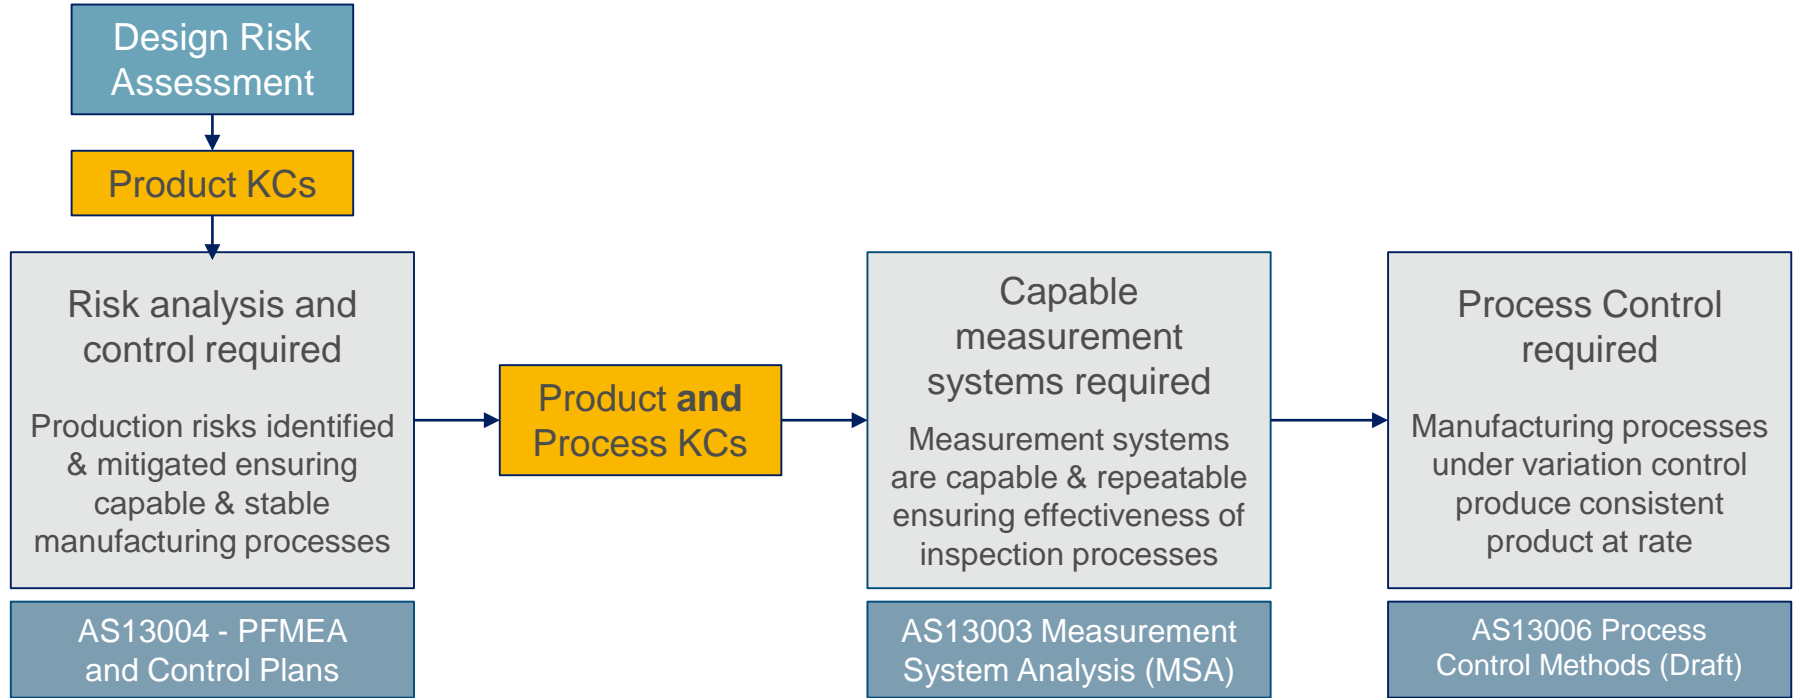 Design Risk
Assessment
Product KCs
Risk analysis and
control required
Production risks identified
& mitigated ensuring
capable & stable
manufacturing processes
AS13004 - PFMEA
and Control Plans
Product and
Process KCs
Capable
measurement
systems required
Measurement systems
are capable & repeatable
ensuring effectiveness of
inspection processes
AS13003 Measurement
System Analysis (MSA)
Process Control
required
Manufacturing processes
under variation control
produce consistent
product at rate
AS13006 Process
Control Methods (Draft)